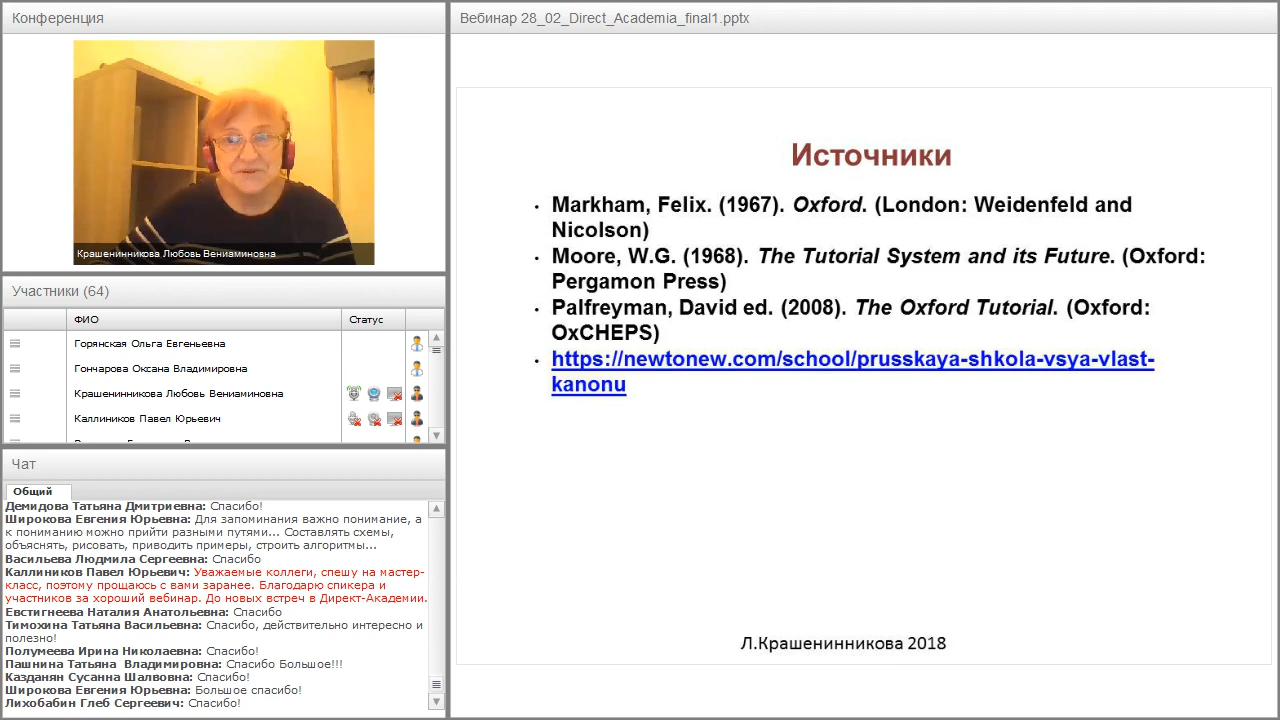 Конференция
Крашенинникова Любовь Вениаминовна
Участники (64)
ФИО
Статус
Горянская Ольга Евгеньевна
Гончарова Оксана Владимировна
Крашенинникова Любовь Вениаминовна
Каллиников Павел Юрьевич
Чат
Общий
Демидова Татьяна Дмитриевна: Спасибо!
Широкова Евгения Юрьевна: Для запоминания важно понимание, а
к пониманию можно прийти разными путями... Составлять схемы,
объяснять, рисовать, приводить примеры, строить алгоритмы...
Васильева Людмила Сергеевна: Спасибо
Каллиников Павел Юрьевич: Уважаемые коллеги, спешу на мастер-
класс, поэтому прощаюсь с вами заранее. Благодарю спикера и
участников за хороший вебинар. До новых встреч в Директ-Академии.
Евстигнеева Наталия Анатольевна: Спасибо
Тимохина Татьяна Васильевна: Спасибо, действительно интересно и
полезно!
Полумеева Ирина Николаевна: Спасибо!
Пашнина Татьяна  Владимировна: Спасибо Большое!!!
Казданян Сусанна Шалвовна: Спасибо!
Широкова Евгения Юрьевна: Большое спасибо!
Лихобабин Глеб Сергеевич: Спасибо!
Вебинар 28_02_Direct_Academia_final1.pptx
Источники
• Markham, Felix. (1967). Oxford. (London: Weidenfeld and
Nicolson)
• Moore, W.G. (1968). The Tutorial System and its Future. (Oxford:
Pergamon Press)
• Palfreyman, David ed. (2008). The Oxford Tutorial. (Oxford:
OxCHEPS)
• https://newtonew.com/school/prusskaya-shkola-vsya-vlast-
kanonu
Л.Крашенинникова 2018